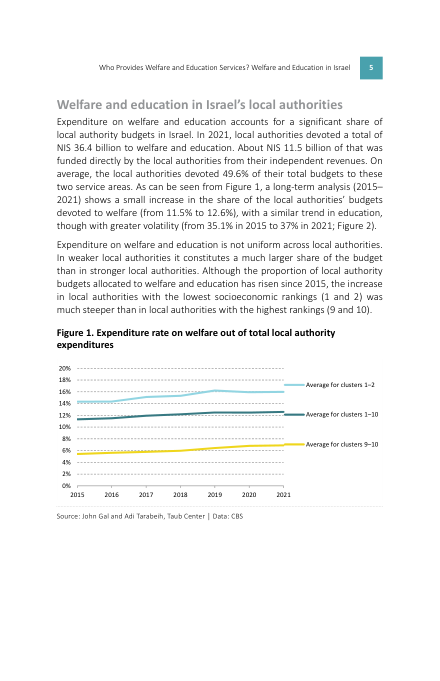 Who Provides Welfare and Education Services? Welfare and Education in Israel 5
Welfare and education in Israel's local authorities
Expenditure on welfare and education accounts for a significant share of
local authority budgets in Israel. In 2021, local authorities devoted a total of
NIS 36.4 billion to welfare and education. About NIS 11.5 billion of that was
funded directly by the local authorities from their independent revenues. On
average, the local authorities devoted 49.6% of their total budgets to these
two service areas. As can be seen from Figure 1, a long-term analysis (2015–
2021) shows a small increase in the share of the local authorities' budgets
devoted to welfare (from 11.5% to 12.6%), with a similar trend in education,
though with greater volatility (from 35.1% in 2015 to 37% in 2021; Figure 2).
Expenditure on welfare and education is not uniform across local authorities.
In weaker local authorities it constitutes a much larger share of the budget
than in stronger local authorities. Although the proportion of local authority
budgets allocated to welfare and education has risen since 2015, the increase
in local authorities with the lowest socioeconomic rankings (1 and 2) was
much steeper than in local authorities with the highest rankings (9 and 10).
Figure 1. Expenditure rate on welfare out of total local authority
expenditures
20%
18%
16%
14%
12%
10%
8%
6%
4%
2%
0%
2015 2016 2017 2018 2019 2020 2021
Average for clusters 1–2
Average for clusters 1–10
Average for clusters 9–10
Source: John Gal and Adi Tarabeih, Taub Center | Data: CBS